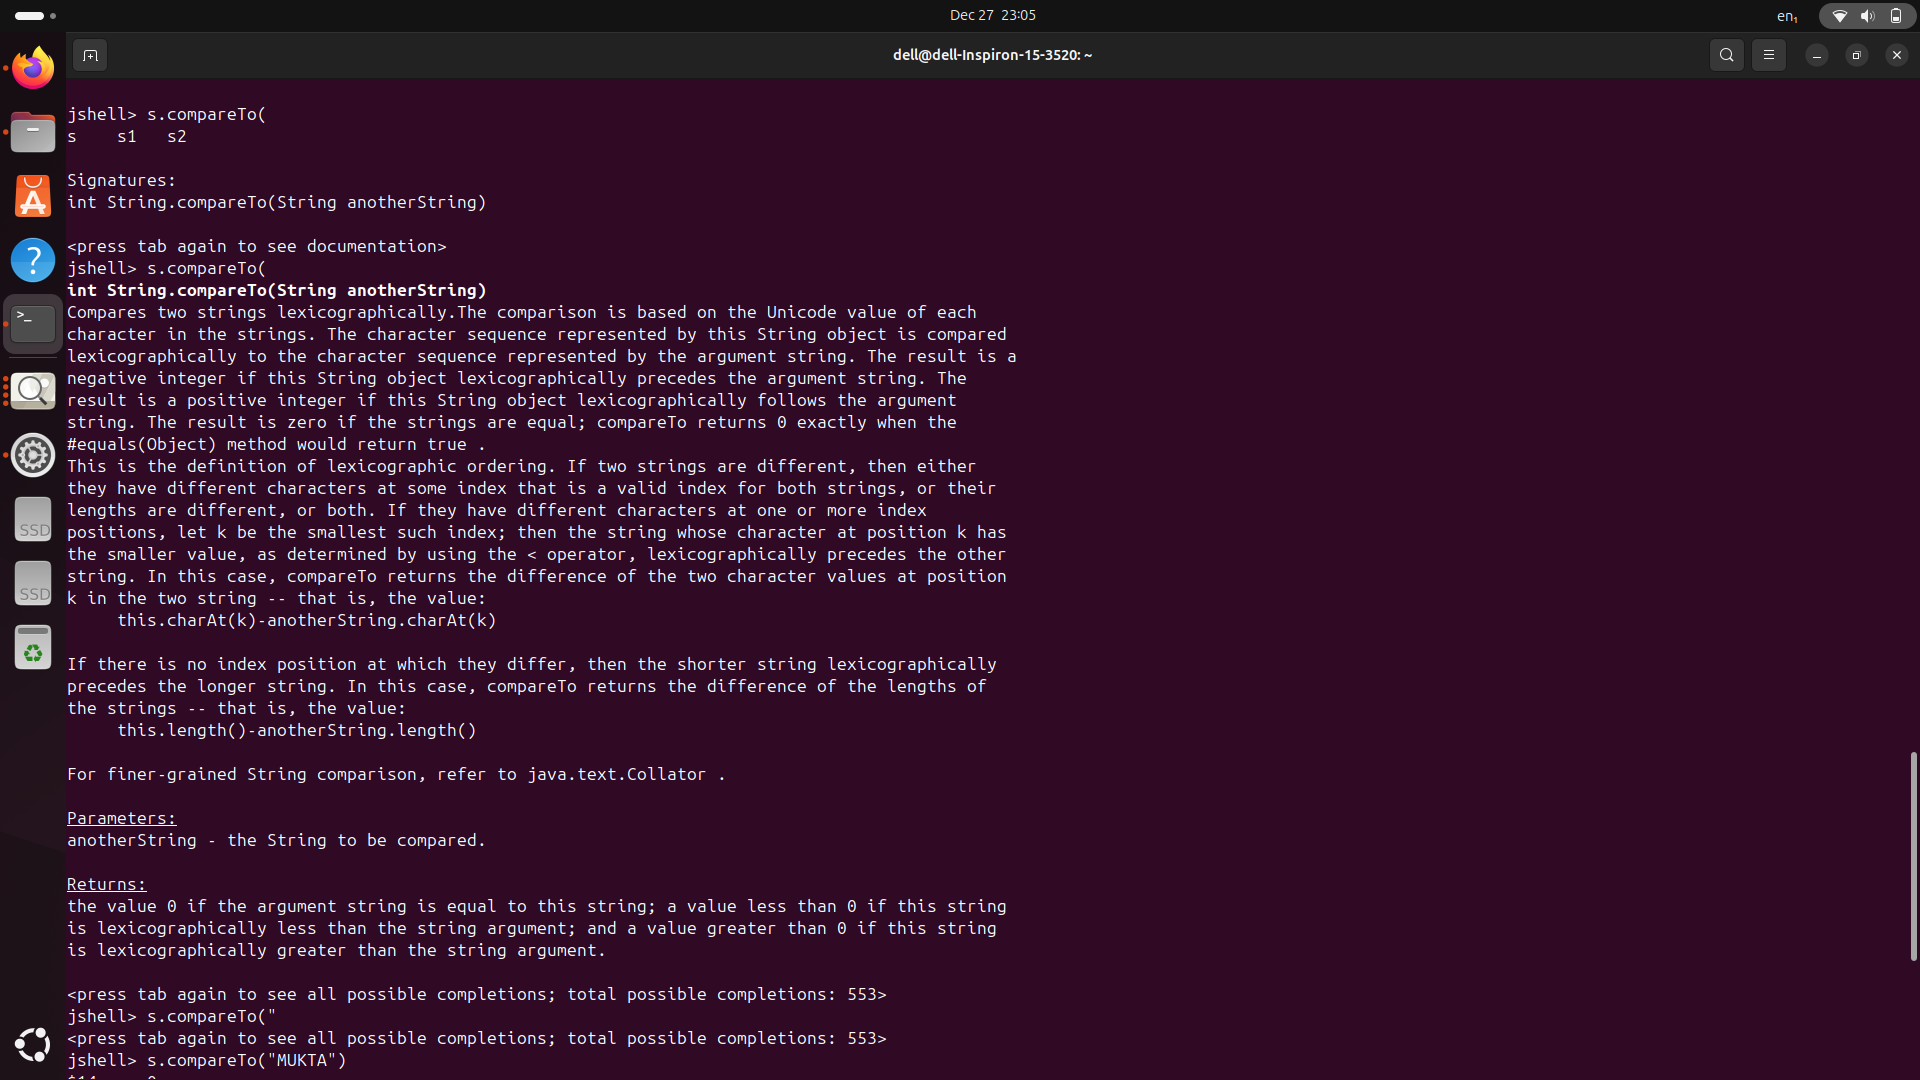 Dec 27 23:05
en₁
dell@dell-Inspiron-15-3520: ~
jshell> s.compareTo(
s    s1   s2
Signatures:
int String.compareTo(String anotherString)
<press tab again to see documentation>
jshell> s.compareTo(
int String.compareTo(String anotherString)
Compares two strings lexicographically.The comparison is based on the Unicode value of each
character in the strings. The character sequence represented by this String object is compared
lexicographically to the character sequence represented by the argument string. The result is a
negative integer if this String object lexicographically precedes the argument string. The
result is a positive integer if this String object lexicographically follows the argument
string. The result is zero if the strings are equal; compareTo returns 0 exactly when the
#equals(Object) method would return true .
This is the definition of lexicographic ordering. If two strings are different, then either
they have different characters at some index that is a valid index for both strings, or their
lengths are different, or both. If they have different characters at one or more index
positions, let k be the smallest such index; then the string whose character at position k has
the smaller value, as determined by using the < operator, lexicographically precedes the other
string. In this case, compareTo returns the difference of the two character values at position
k in the two string -- that is, the value:
     this.charAt(k)-anotherString.charAt(k)
If there is no index position at which they differ, then the shorter string lexicographically
precedes the longer string. In this case, compareTo returns the difference of the lengths of
the strings -- that is, the value:
     this.length()-anotherString.length()
For finer-grained String comparison, refer to java.text.Collator .
Parameters:
anotherString - the String to be compared.
Returns:
the value 0 if the argument string is equal to this string; a value less than 0 if this string
is lexicographically less than the string argument; and a value greater than 0 if this string
is lexicographically greater than the string argument.
<press tab again to see all possible completions; total possible completions: 553>
jshell> s.compareTo("
<press tab again to see all possible completions; total possible completions: 553>
jshell> s.compareTo("MUKTA")
SSD
SSD